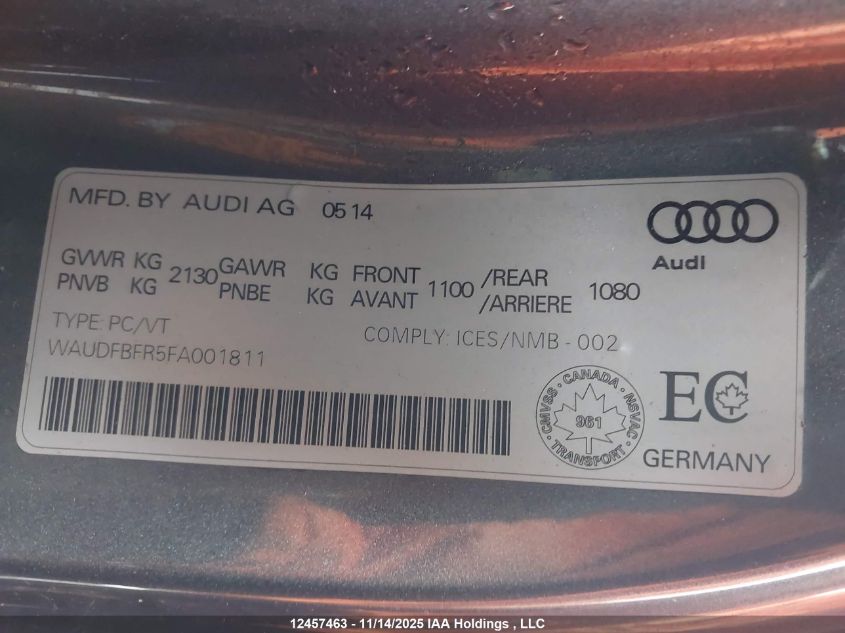 MFD. BY AUDI AG 0514
Audi
GVWR KG 2130 GAWR KG FRONT 1100 /REAR 1080
PNVB KG PNBE KG AVANT /ARRIERE
TYPE: PC/VT
COMPLY: ICES/NMB - 002
WAUDFBFR5FA001811
CANADA
CMVSS 961 NSVAC
TRANSPORT
EC
GERMANY
12457463 - 11/14/2025 IAA Holdings , LLC